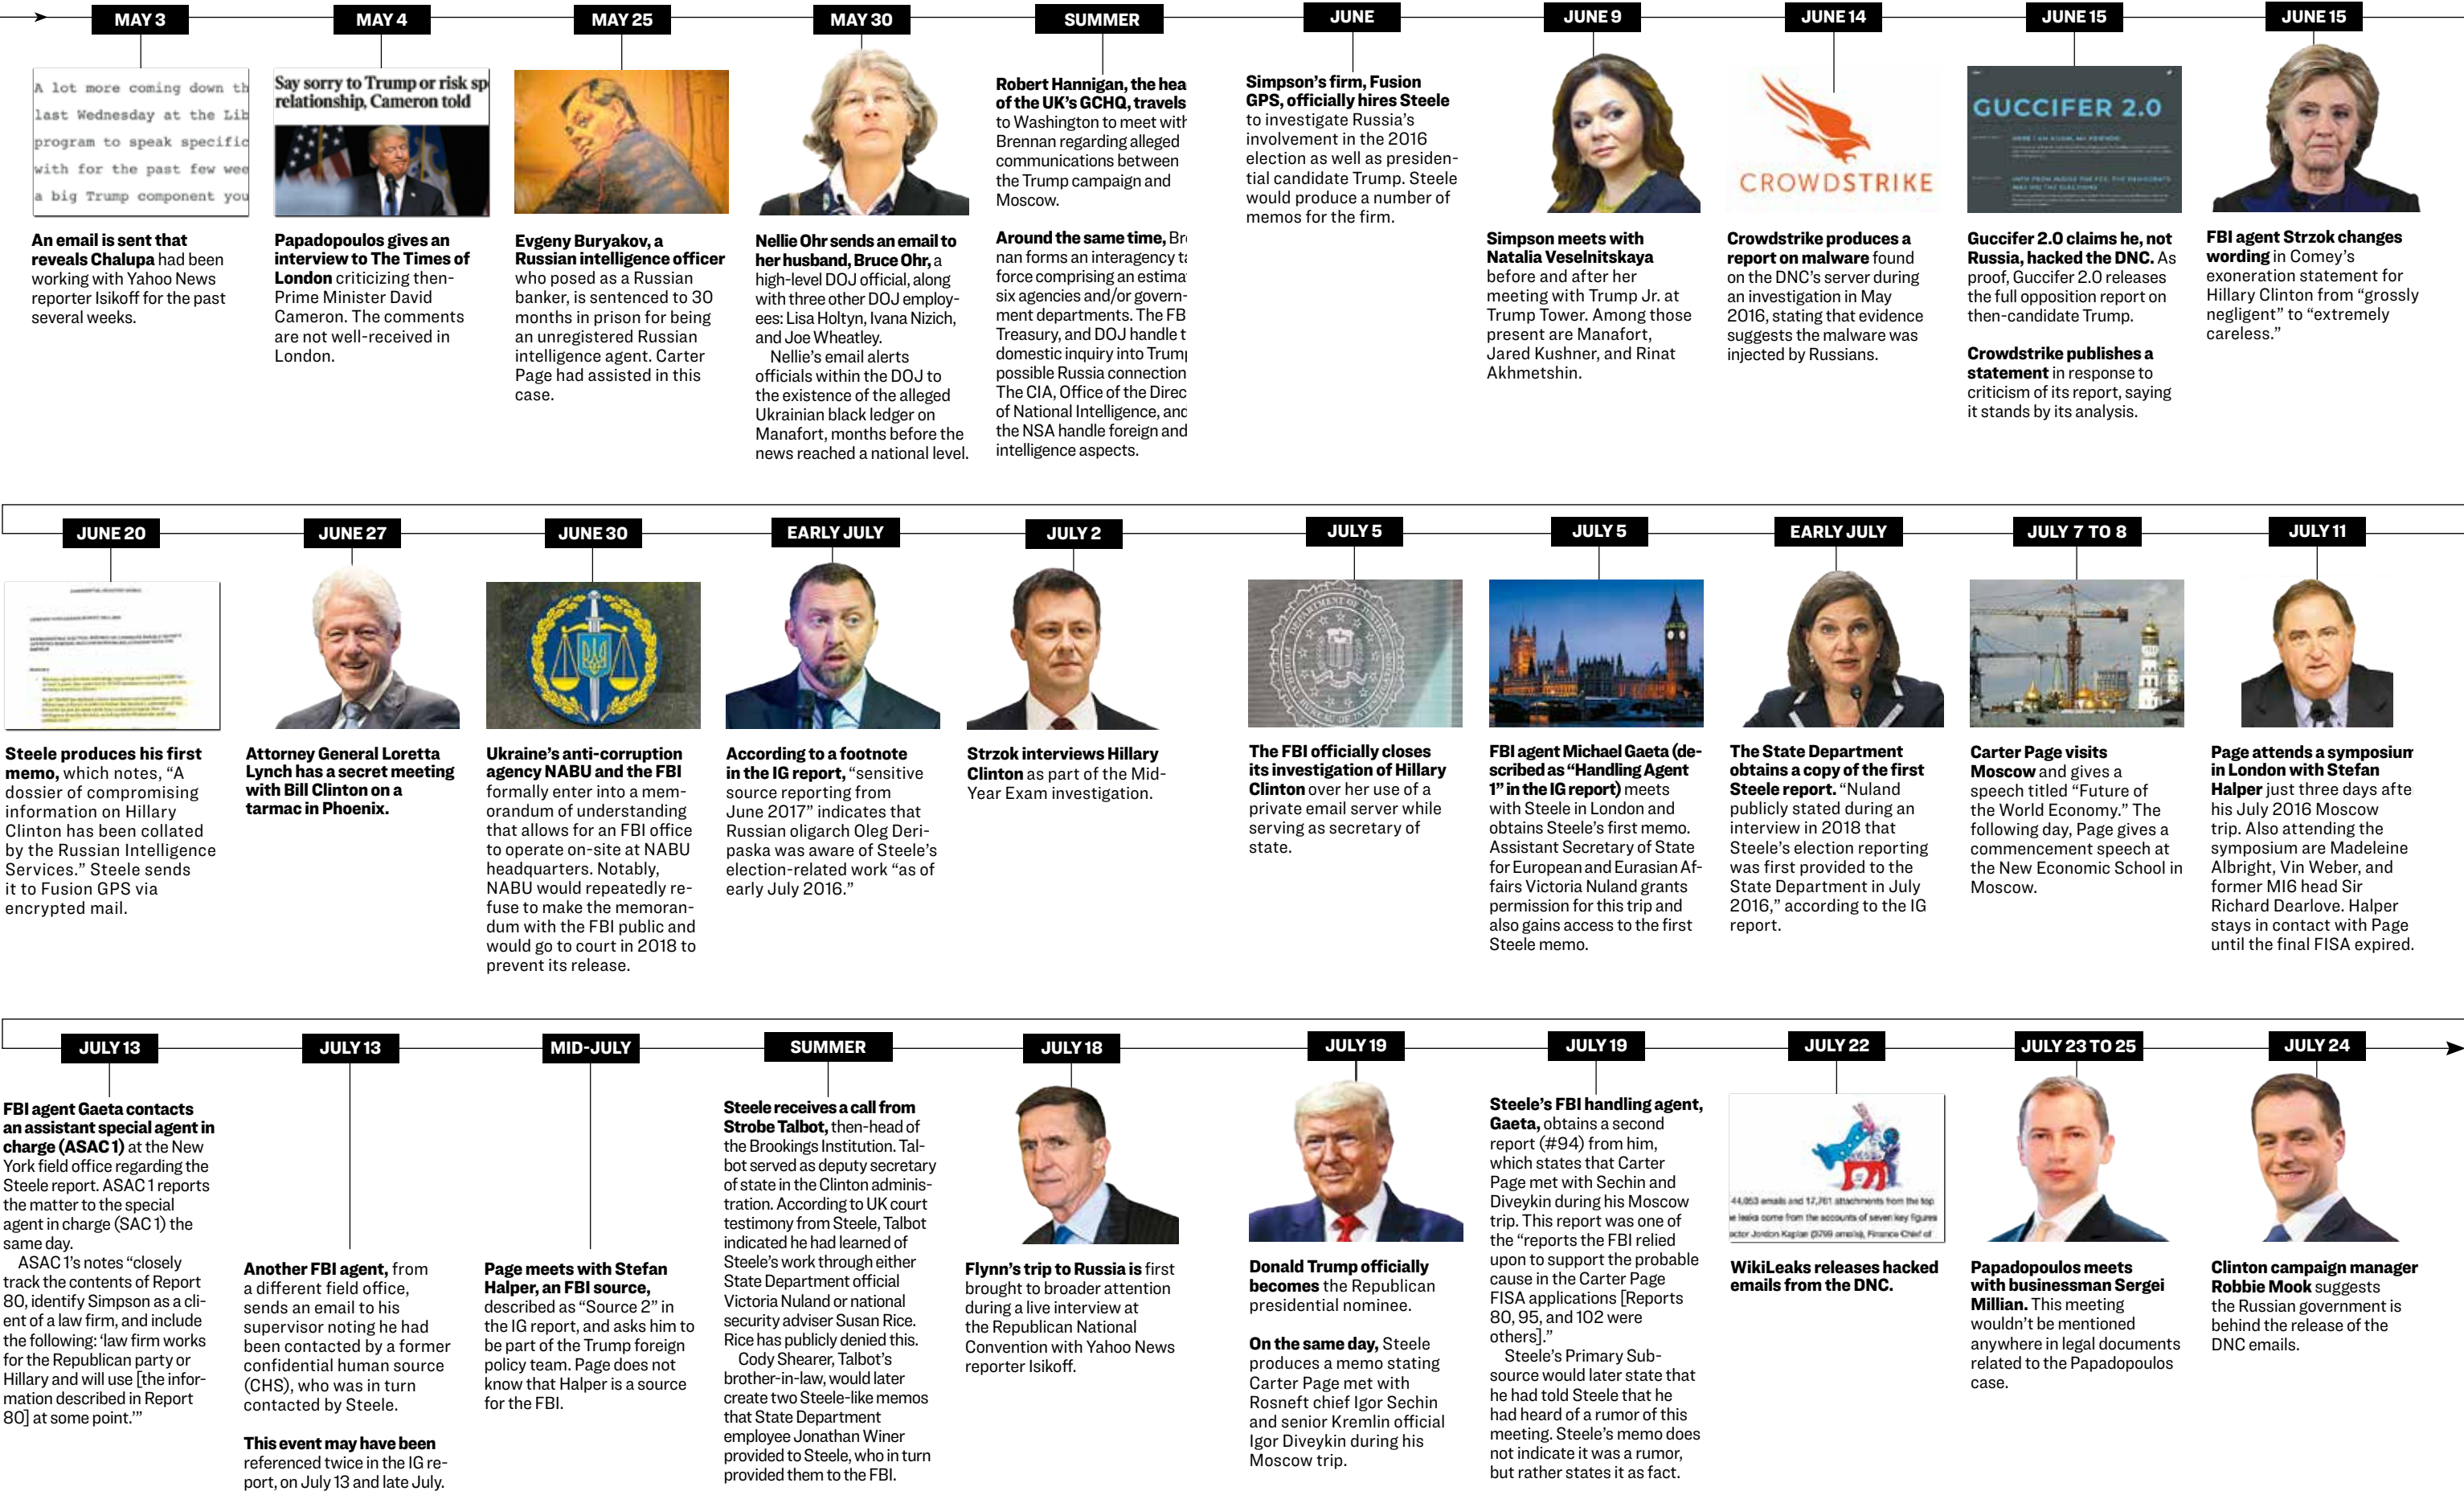 MAY 3
A lot more coming down th
last Wednesday at the Lib
program to speak specific
with for the past few wee
a big Trump component you
An email is sent that
reveals Chalupa had been
working with Yahoo News
reporter Isikoff for the past
several weeks.
MAY 4
Say sorry to Trump or risk sp
relationship, Cameron told
Papadopoulos gives an
interview to The Times of
London criticizing then-
Prime Minister David
Cameron. The comments
are not well-received in
London.
MAY 25
Evgeny Buryakov, a
Russian intelligence officer
who posed as a Russian
banker, is sentenced to 30
months in prison for being
an unregistered Russian
intelligence agent. Carter
Page had assisted in this
case.
MAY 30
Nellie Ohr sends an email to
her husband, Bruce Ohr, a
high-level DOJ official, along
with three other DOJ employ-
ees: Lisa Holtyn, Ivana Nizich,
and Joe Wheatley.
Nellie's email alerts
officials within the DOJ to
the existence of the alleged
Ukrainian black ledger on
Manafort, months before the
news reached a national level.
SUMMER
Robert Hannigan, the hea
of the UK's GCHQ, travels
to Washington to meet with
Brennan regarding alleged
communications between
the Trump campaign and
Moscow.
Around the same time, Br
nan forms an interagency ta
force comprising an estima
six agencies and/or govern-
ment departments. The FB
Treasury, and DOJ handle t
domestic inquiry into Trump
possible Russia connection
The CIA, Office of the Direc
of National Intelligence, and
the NSA handle foreign and
intelligence aspects.
JUNE
Simpson's firm, Fusion
GPS, officially hires Steele
to investigate Russia's
involvement in the 2016
election as well as presiden-
tial candidate Trump. Steele
would produce a number of
memos for the firm.
JUNE 9
Simpson meets with
Natalia Veselnitskaya
before and after her
meeting with Trump Jr. at
Trump Tower. Among those
present are Manafort,
Jared Kushner, and Rinat
Akhmetshin.
JUNE 14
CROWDSTRIKE
Crowdstrike produces a
report on malware found
on the DNC's server during
an investigation in May
2016, stating that evidence
suggests the malware was
injected by Russians.
JUNE 15
GUCCIFER 2.0
Guccifer 2.0 claims he, not
Russia, hacked the DNC. As
proof, Guccifer 2.0 releases
the full opposition report on
then-candidate Trump.
Crowdstrike publishes a
statement in response to
criticism of its report, saying
it stands by its analysis.
JUNE 15
FBI agent Strzok changes
wording in Comey's
exoneration statement for
Hillary Clinton from "grossly
negligent" to "extremely
careless."
JUNE 20
Steele produces his first
memo, which notes, "A
dossier of compromising
information on Hillary
Clinton has been collated
by the Russian Intelligence
Services." Steele sends
it to Fusion GPS via
encrypted mail.
JUNE 27
Attorney General Loretta
Lynch has a secret meeting
with Bill Clinton on a
tarmac in Phoenix.
JUNE 30
Ukraine's anti-corruption
agency NABU and the FBI
formally enter into a mem-
orandum of understanding
that allows for an FBI office
to operate on-site at NABU
headquarters. Notably,
NABU would repeatedly re-
fuse to make the memoran-
dum with the FBI public and
would go to court in 2018 to
prevent its release.
EARLY JULY
According to a footnote
in the IG report, "sensitive
source reporting from
June 2017" indicates that
Russian oligarch Oleg Deri-
paska was aware of Steele's
election-related work "as of
early July 2016."
JULY 2
Strzok interviews Hillary
Clinton as part of the Mid-
Year Exam investigation.
JULY 5
The FBI officially closes
its investigation of Hillary
Clinton over her use of a
private email server while
serving as secretary of
state.
JULY 5
FBI agent Michael Gaeta (de-
scribed as "Handling Agent
1" in the IG report) meets
with Steele in London and
obtains Steele's first memo.
Assistant Secretary of State
for European and Eurasian Af-
fairs Victoria Nuland grants
permission for this trip and
also gains access to the first
Steele memo.
EARLY JULY
The State Department
obtains a copy of the first
Steele report. "Nuland
publicly stated during an
interview in 2018 that
Steele's election reporting
was first provided to the
State Department in July
2016," according to the IG
report.
JULY 7 TO 8
Carter Page visits
Moscow and gives a
speech titled "Future of
the World Economy." The
following day, Page gives a
commencement speech at
the New Economic School in
Moscow.
JULY 11
Page attends a symposium
in London with Stefan
Halper just three days afte
his July 2016 Moscow
trip. Also attending the
symposium are Madeleine
Albright, Vin Weber, and
former MI6 head Sir
Richard Dearlove. Halper
stays in contact with Page
until the final FISA expired.
JULY 13
FBI agent Gaeta contacts
an assistant special agent in
charge (ASAC 1) at the New
York field office regarding the
Steele report. ASAC 1 reports
the matter to the special
agent in charge (SAC 1) the
same day.
ASAC 1's notes "closely
track the contents of Report
80, identify Simpson as a cli-
ent of a law firm, and include
the following: 'law firm works
for the Republican party or
Hillary and will use [the infor-
mation described in Report
80] at some point.'"
JULY 13
Another FBI agent, from
a different field office,
sends an email to his
supervisor noting he had
been contacted by a former
confidential human source
(CHS), who was in turn
contacted by Steele.
This event may have been
referenced twice in the IG re-
port, on July 13 and late July.
MID-JULY
Page meets with Stefan
Halper, an FBI source,
described as "Source 2" in
the IG report, and asks him to
be part of the Trump foreign
policy team. Page does not
know that Halper is a source
for the FBI.
SUMMER
Steele receives a call from
Strobe Talbot, then-head of
the Brookings Institution. Tal-
bot served as deputy secretary
of state in the Clinton adminis-
tration. According to UK court
testimony from Steele, Talbot
indicated he had learned of
Steele's work through either
State Department official
Victoria Nuland or national
security adviser Susan Rice.
Rice has publicly denied this.
Cody Shearer, Talbot's
brother-in-law, would later
create two Steele-like memos
that State Department
employee Jonathan Winer
provided to Steele, who in turn
provided them to the FBI.
JULY 18
Flynn's trip to Russia is first
brought to broader attention
during a live interview at
the Republican National
Convention with Yahoo News
reporter Isikoff.
JULY 19
Donald Trump officially
becomes the Republican
presidential nominee.
On the same day, Steele
produces a memo stating
Carter Page met with
Rosneft chief Igor Sechin
and senior Kremlin official
Igor Diveykin during his
Moscow trip.
JULY 19
Steele's FBI handling agent,
Gaeta, obtains a second
report (#94) from him,
which states that Carter
Page met with Sechin and
Diveykin during his Moscow
trip. This report was one of
the "reports the FBI relied
upon to support the probable
cause in the Carter Page
FISA applications [Reports
80, 95, and 102 were
others]."
Steele's Primary Sub-
source would later state that
he had told Steele that he
had heard of a rumor of this
meeting. Steele's memo does
not indicate it was a rumor,
but rather states it as fact.
JULY 22
44,053 emails and 17,761 attachments from the top
e leaks come from the accounts of seven key figures
ector Jordon Kaplan (3799 emails), Finance Chief of
WikiLeaks releases hacked
emails from the DNC.
JULY 23 TO 25
Papadopoulos meets
with businessman Sergei
Millian. This meeting
wouldn't be mentioned
anywhere in legal documents
related to the Papadopoulos
case.
JULY 24
Clinton campaign manager
Robbie Mook suggests
the Russian government is
behind the release of the
DNC emails.